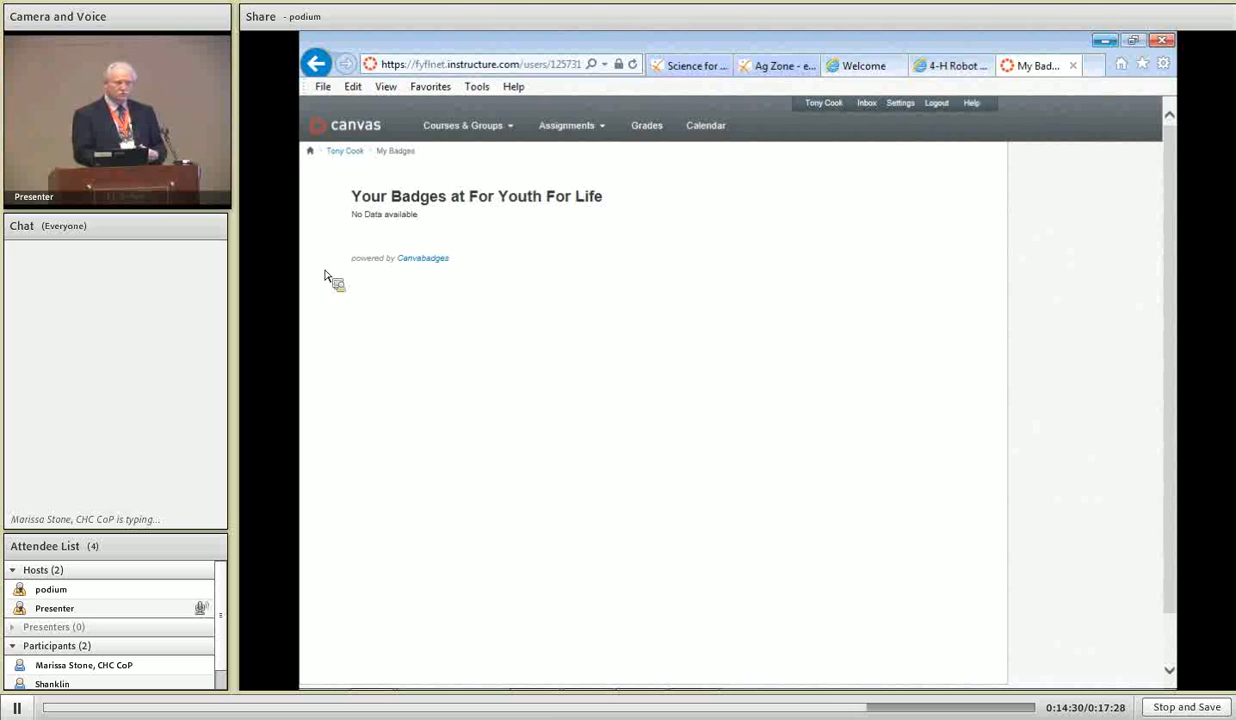 Camera and Voice
Presenter
Chat (Everyone)
Marissa Stone, CHC CoP is typing...
Attendee List (4)
Hosts (2)
podium
Presenter
Presenters (0)
Participants (2)
Marissa Stone, CHC CoP
Shanklin
Share - podium
https://fyflnet.instructure.com/users/125731
Science for ...
Ag Zone - e...
Welcome
4-H Robot ...
My Bad...
File Edit View Favorites Tools Help
Tony Cook Inbox Settings Logout Help
canvas Courses & Groups Assignments Grades Calendar
Tony Cook My Badges
Your Badges at For Youth For Life
No Data available
powered by Canvabadges
0:14:30/0:17:28
Stop and Save